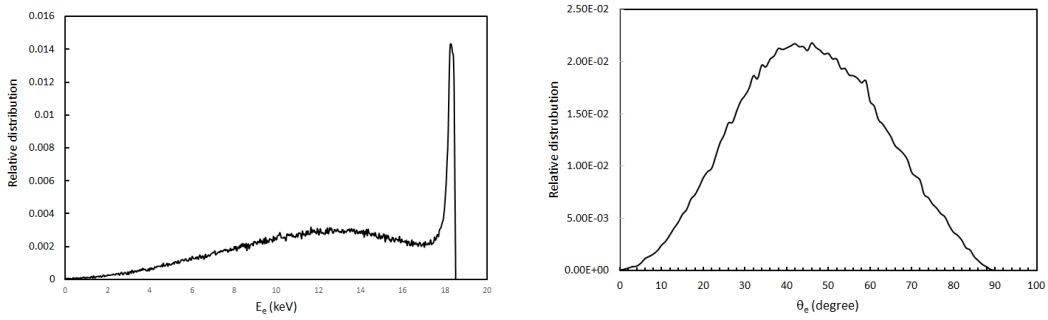 0.016
0.014
0.012
0.01
0.008
0.006
0.004
0.002
0
Relative distribution
0 2 4 6 8 10 12 14 16 18 20
E_e (keV)
2.50E-02
2.00E-02
1.50E-02
1.00E-02
5.00E-03
0.00E+00
Relative distrubution
0 10 20 30 40 50 60 70 80 90 100
θ_e (degree)